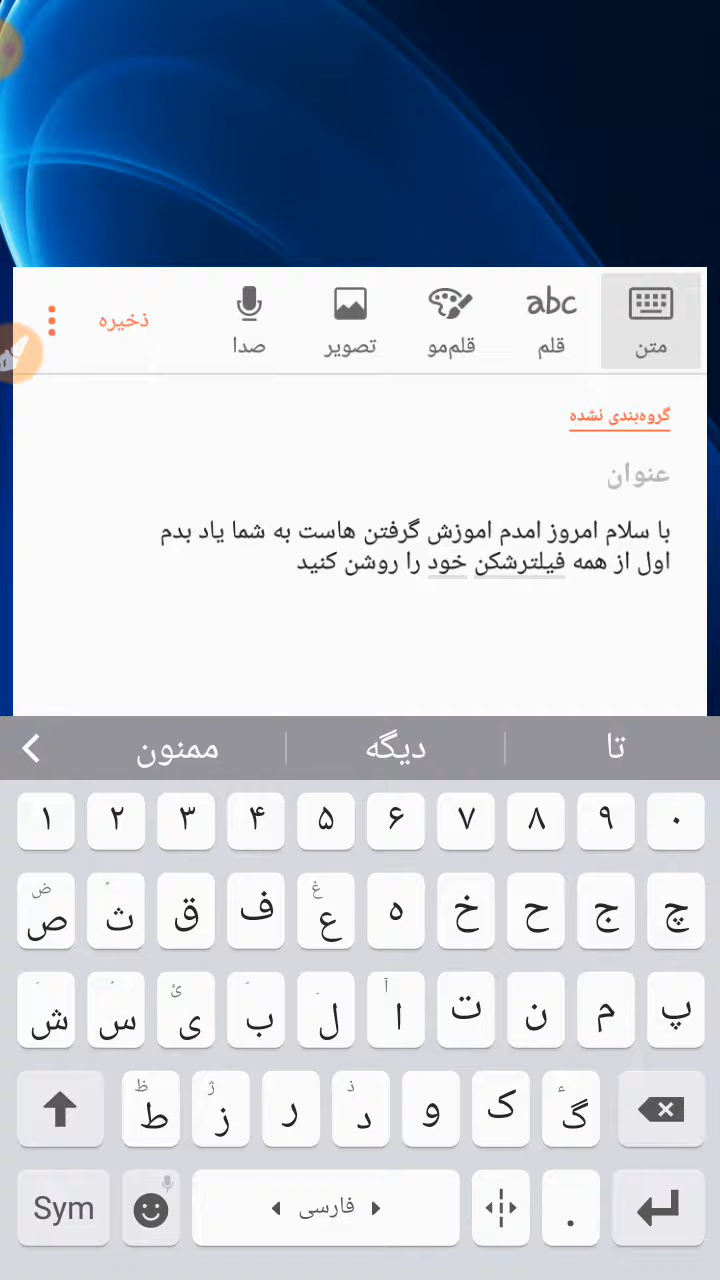 متن
قلم
abc
قلم‌مو
تصویر
صدا
ذخیره
گروه‌بندی نشده
عنوان
با سلام امروز امدم اموزش گرفتن هاست به شما یاد بدم
اول از همه فیلترشکن خود را روشن کنید
تا دیگه ممنون
۱ ۲ ۳ ۴ ۵ ۶ ۷ ۸ ۹ ۰
ض ص ث ق ف غ ع ه خ ح ج چ
ش س ئ ی ب ل آ ا ت ن م پ
ظ ط ژ ز ر ذ د و ک ء گ
Sym فارسی .